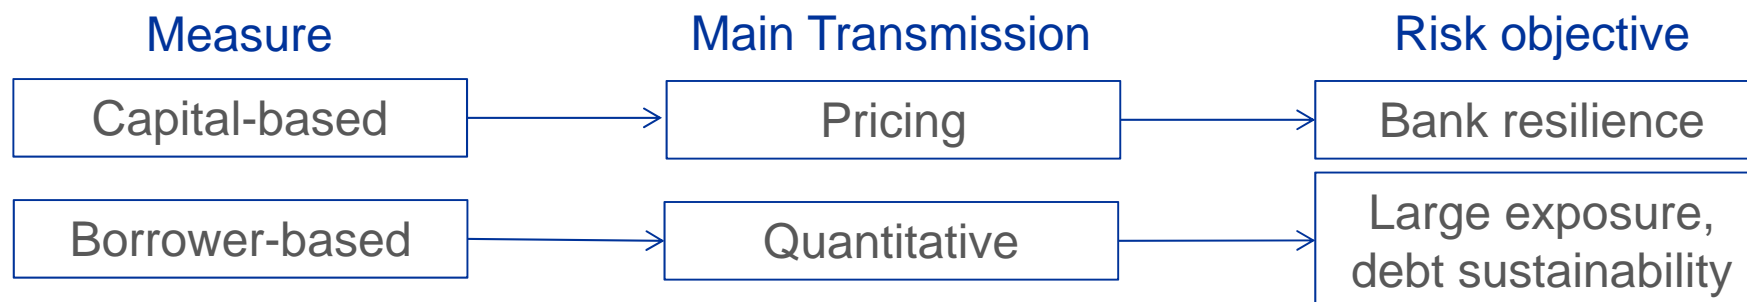 Measure
Main Transmission
Risk objective
Capital-based
Pricing
Bank resilience
Borrower-based
Quantitative
Large exposure,
debt sustainability